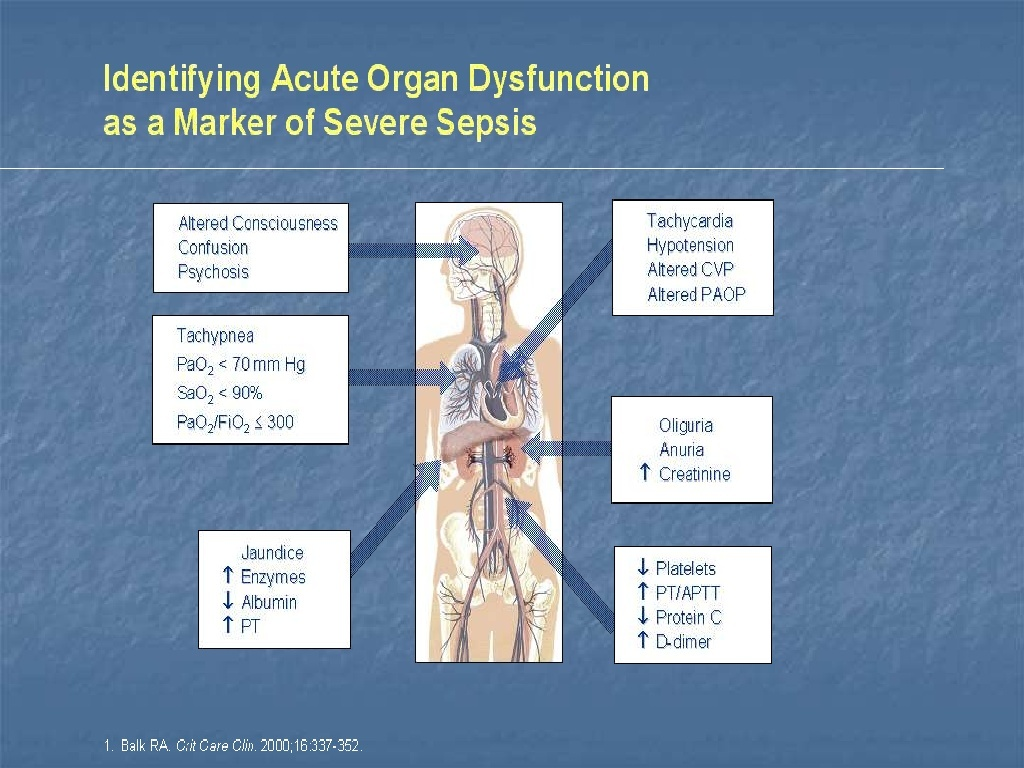 Identifying Acute Organ Dysfunction
as a Marker of Severe Sepsis
Altered Consciousness
Confusion
Psychosis
Tachycardia
Hypotension
Altered CVP
Altered PAOP
Tachypnea
PaO₂ < 70 mm Hg
SaO₂ < 90%
PaO₂/FiO₂ ≤ 300
Oliguria
Anuria
↑ Creatinine
Jaundice
↑ Enzymes
↓ Albumin
↑ PT
↓ Platelets
↑ PT/APTT
↓ Protein C
↑ D-dimer
1. Balk RA. Crit Care Clin. 2000;16:337-352.